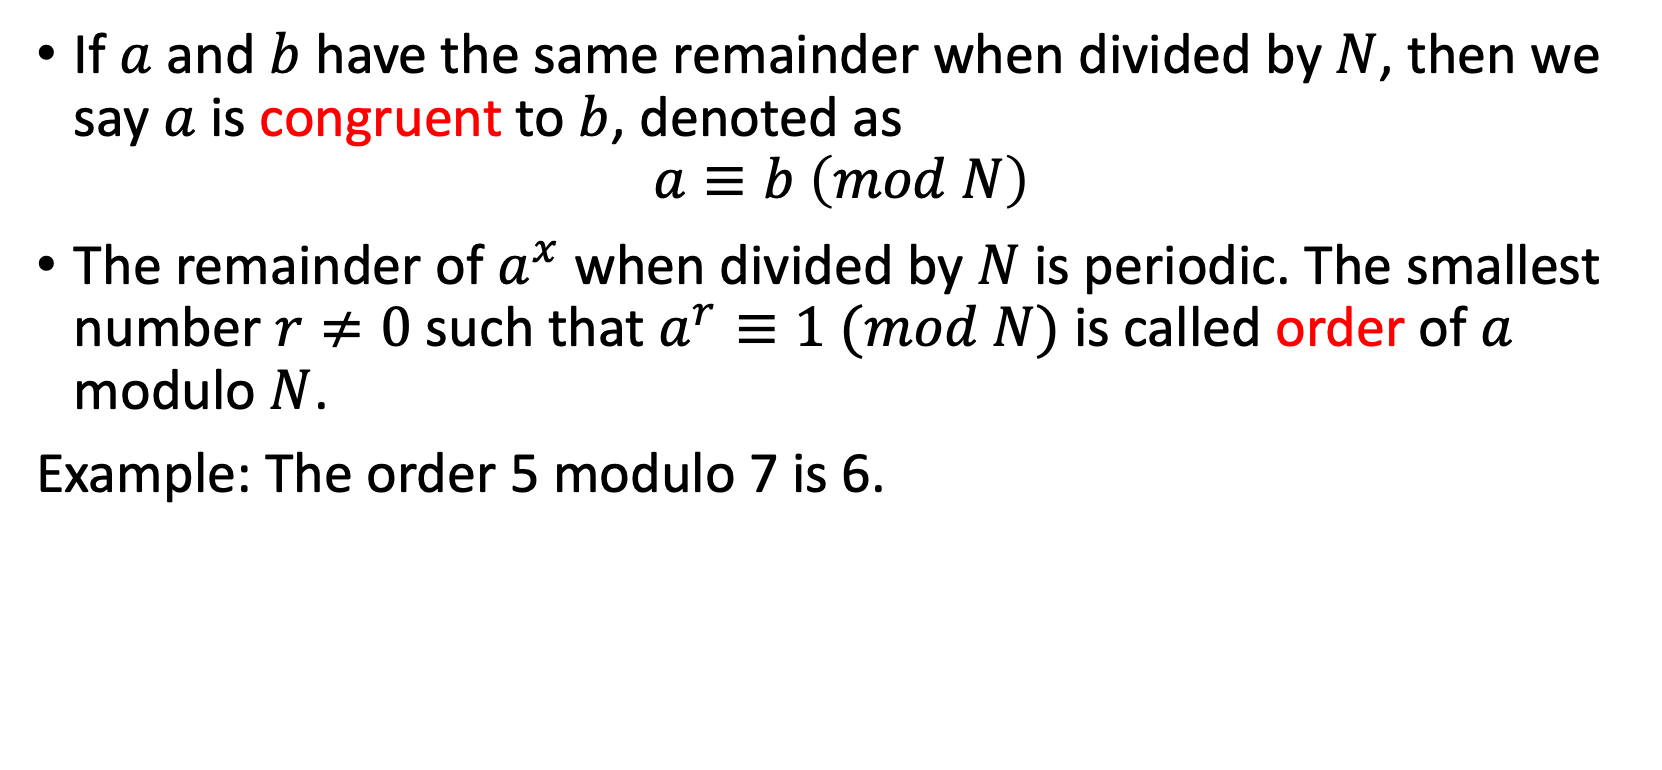 • If a and b have the same remainder when divided by N, then we
say a is congruent to b, denoted as
a ≡ b (mod N)
• The remainder of aˣ when divided by N is periodic. The smallest
number r ≠ 0 such that aʳ ≡ 1 (mod N) is called order of a
modulo N.
Example: The order 5 modulo 7 is 6.